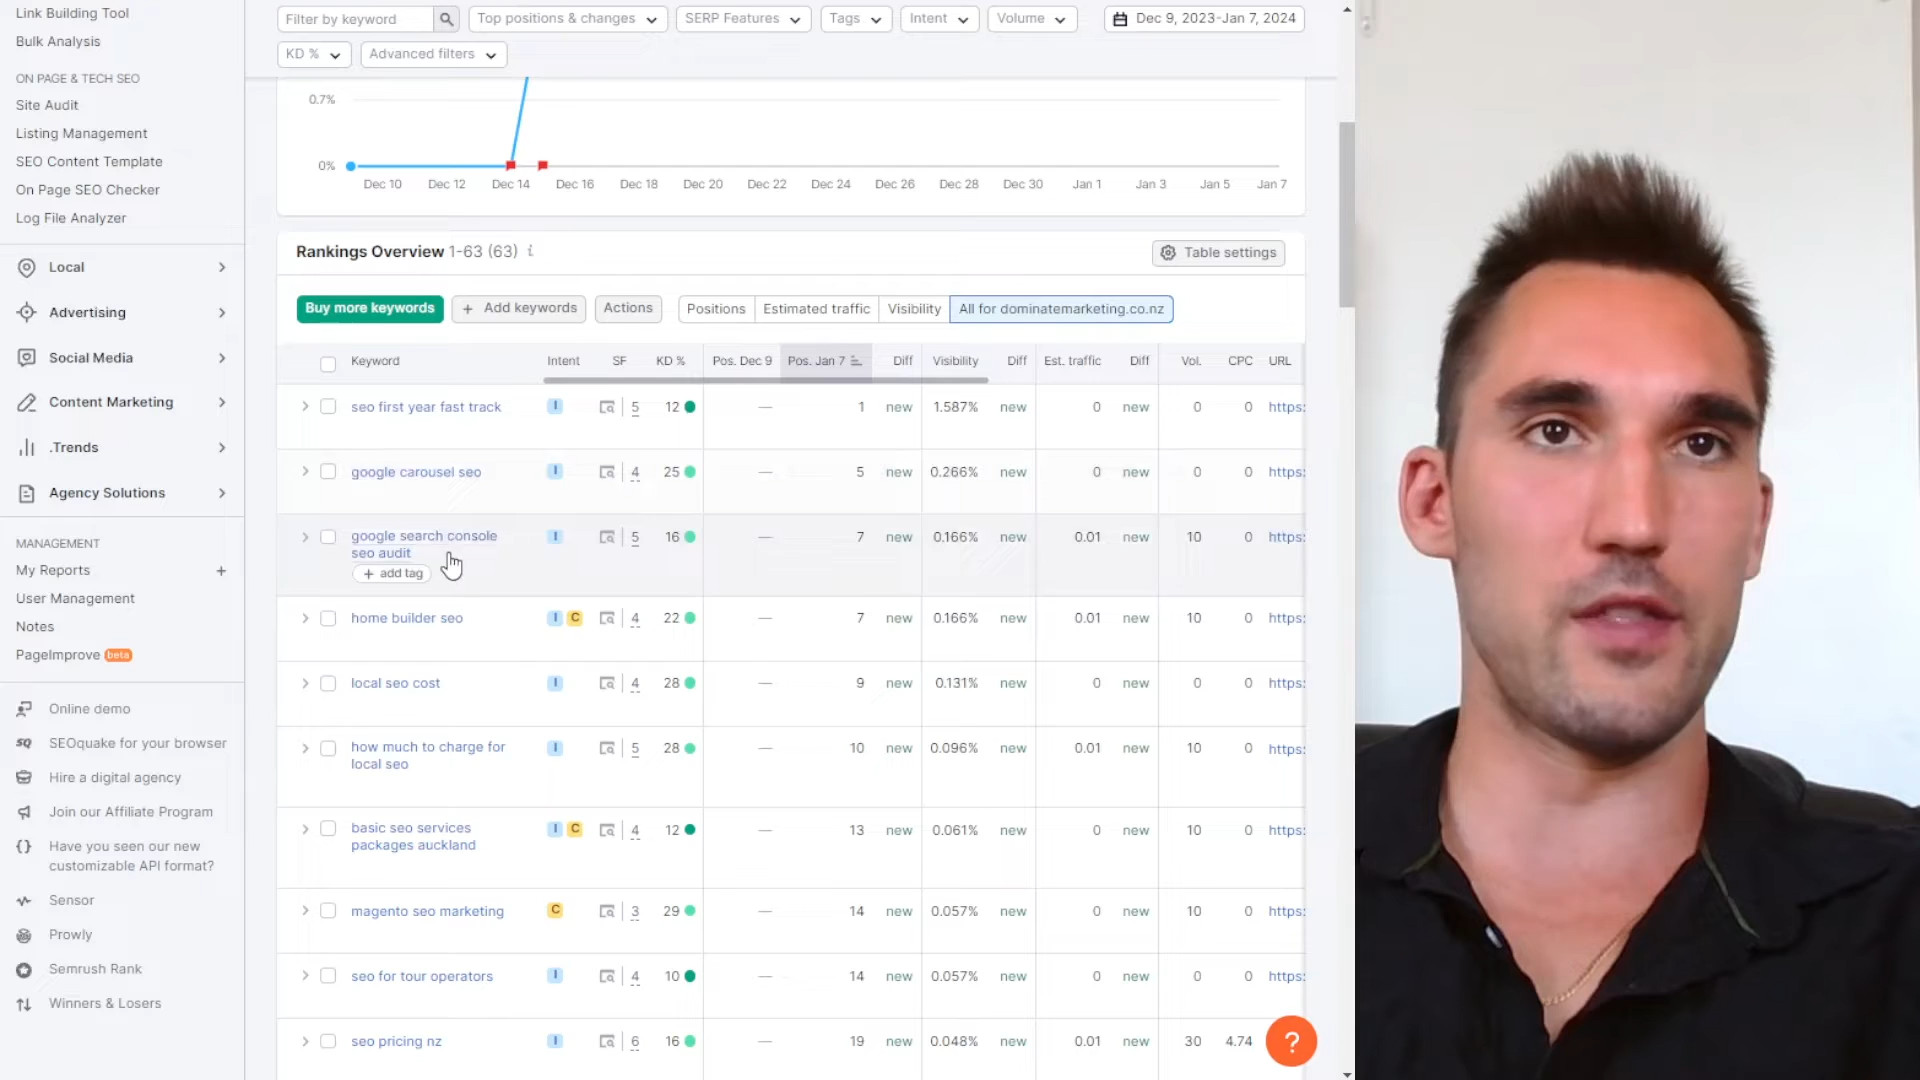 Link Building Tool
Bulk Analysis
ON PAGE & TECH SEO
Site Audit
Listing Management
SEO Content Template
On Page SEO Checker
Log File Analyzer
Local
Advertising
Social Media
Content Marketing
.Trends
Agency Solutions
MANAGEMENT
My Reports +
User Management
Notes
PageImprove beta
Online demo
SEOquake for your browser
Hire a digital agency
Join our Affiliate Program
Have you seen our new
customizable API format?
Sensor
Prowly
Semrush Rank
Winners & Losers
Filter by keyword Top positions & changes SERP Features Tags Intent Volume Dec 9, 2023-Jan 7, 2024
KD % Advanced filters
0.7%
0%
Dec 10 Dec 12 Dec 14 Dec 16 Dec 18 Dec 20 Dec 22 Dec 24 Dec 26 Dec 28 Dec 30 Jan 1 Jan 3 Jan 5 Jan 7
Rankings Overview 1-63 (63) i Table settings
Buy more keywords + Add keywords Actions Positions Estimated traffic Visibility All for dominatemarketing.co.nz
Keyword Intent SF KD % Pos. Dec 9 Pos. Jan 7 Diff Visibility Diff Est. traffic Diff Vol. CPC URL
seo first year fast track I 5 12 — 1 new 1.587% new 0 new 0 0 https:
google carousel seo I 4 25 — 5 new 0.266% new 0 new 0 0 https:
google search console I 5 16 — 7 new 0.166% new 0.01 new 10 0 https:
seo audit
+ add tag
home builder seo I C 4 22 — 7 new 0.166% new 0.01 new 10 0 https:
local seo cost I 4 28 — 9 new 0.131% new 0 new 0 0 https:
how much to charge for I 5 28 — 10 new 0.096% new 0.01 new 10 0 https:
local seo
basic seo services I C 4 12 — 13 new 0.061% new 0 new 10 0 https:
packages auckland
magento seo marketing C 3 29 — 14 new 0.057% new 0 new 10 0 https:
seo for tour operators I 4 10 — 14 new 0.057% new 0 new 0 0 https:
seo pricing nz I 6 16 — 19 new 0.048% new 0.01 new 30 4.74
?